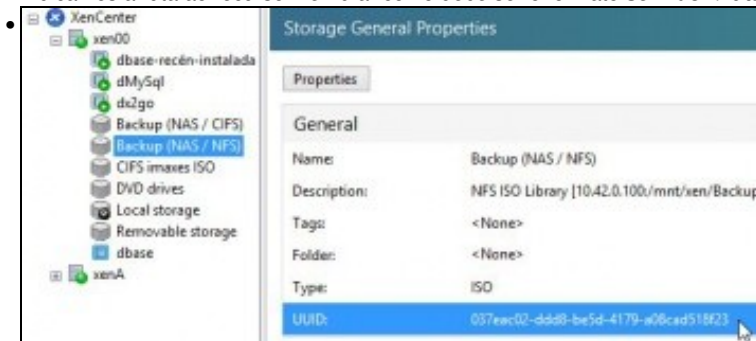 XenCenter
xen00
dbase-recén-instalada
dMySql
dx2go
Backup (NAS / CIFS)
Backup (NAS / NFS)
CIFS imaxes ISO
DVD drives
Local storage
Removable storage
dbase
xenA
Storage General Properties
Properties
General
Name: Backup (NAS / NFS)
Description: NFS ISO Library [10.42.0.100:/mnt/xen/Backup
Tags: <None>
Folder: <None>
Type: ISO
UUID: 037eac02-ddd8-be5d-4179-a08cad518f23